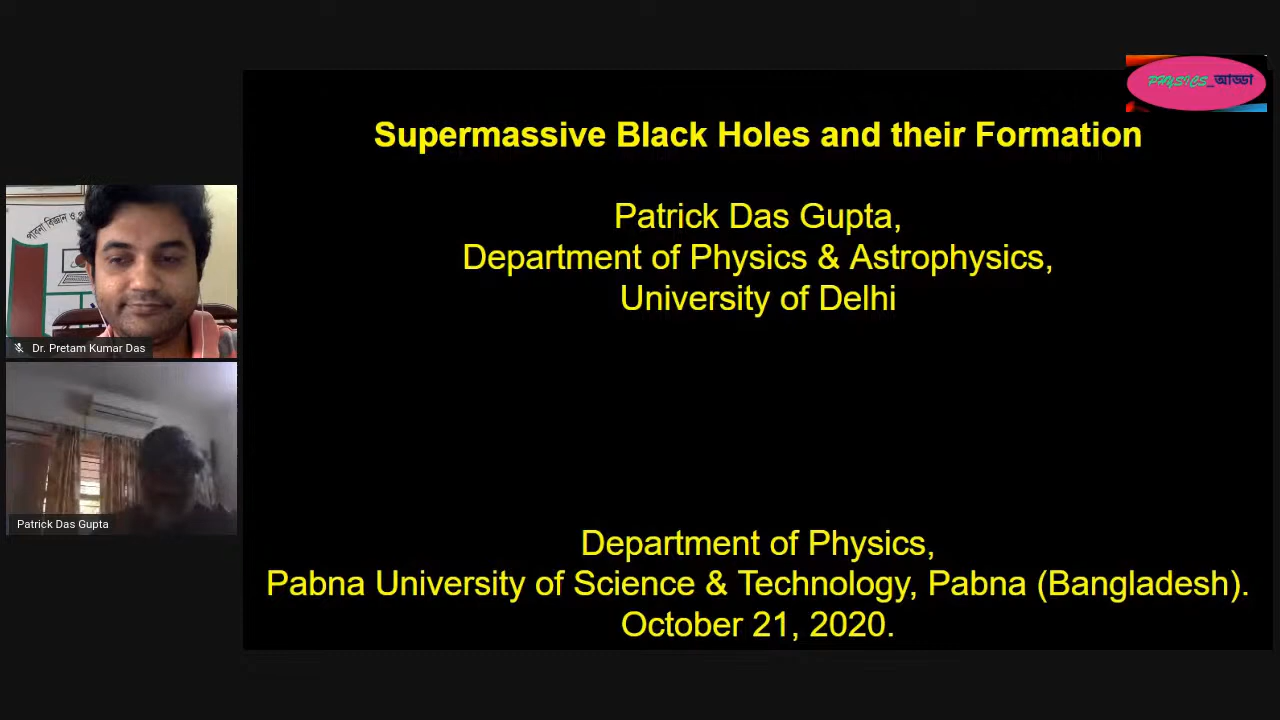 PHYSICS_আড্ডা
Supermassive Black Holes and their Formation
Patrick Das Gupta,
Department of Physics & Astrophysics,
University of Delhi
পাবনা বিজ্ঞান ও
Dr. Pretam Kumar Das
Patrick Das Gupta
Department of Physics,
Pabna University of Science & Technology, Pabna (Bangladesh).
October 21, 2020.